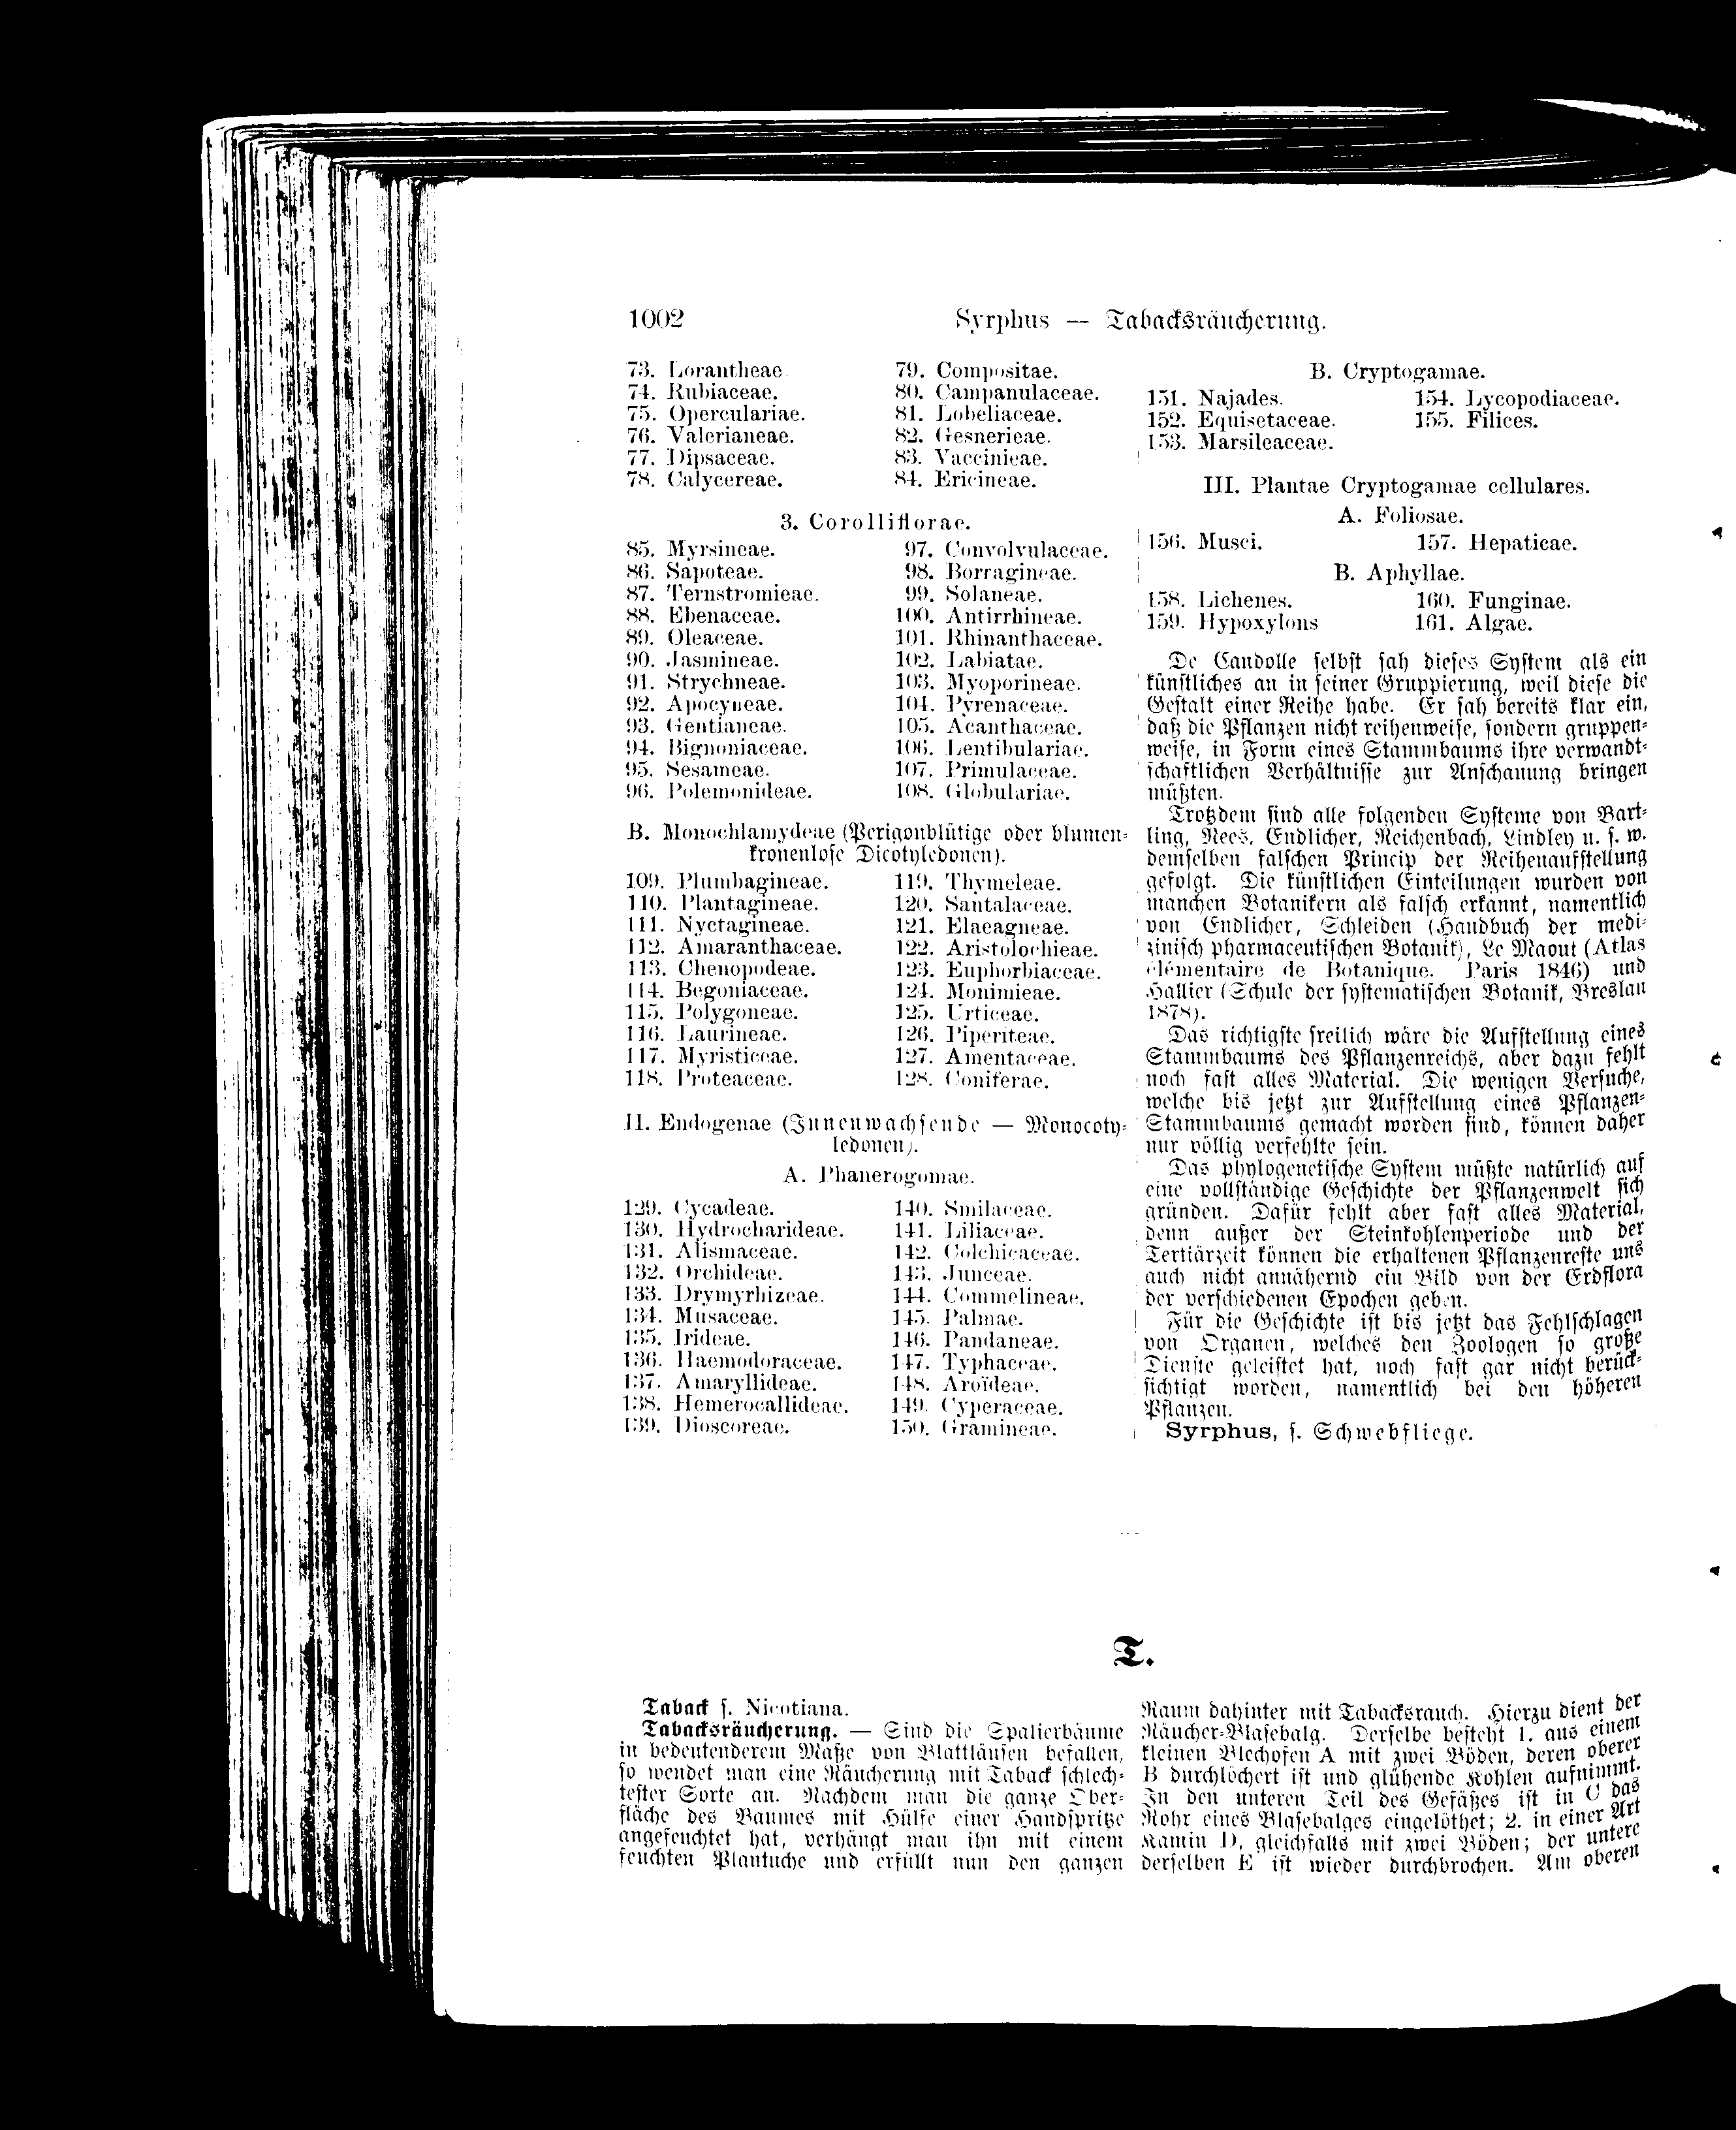 1002
Syrphus — Tabacksräucherung.
73. Lorantheae.
74. Rubiaceae.
75. Operculariae.
76. Valerianeae.
77. Dipsaceae.
78. Calycereae.
79. Compositae.
80. Campanulaceae.
81. Lobeliaceae.
82. Gesnerieae.
83. Vaccinieae.
84. Ericineae.
3. Corolliflorae.
85. Myrsineae.
86. Sapoteae.
87. Ternstromieae.
88. Ebenaceae.
89. Oleaceae.
90. Jasmineae.
91. Strychneae.
92. Apocyneae.
93. Gentianeae.
94. Bignoniaceae.
95. Sesameae.
96. Polemonideae.
97. Convolvulaceae.
98. Borragineae.
99. Solaneae.
100. Antirrhineae.
101. Rhinanthaceae.
102. Labiatae.
103. Myoporineae.
104. Pyrenaceae.
105. Acanthaceae.
106. Lentibulariae.
107. Primulaceae.
108. Globulariae.
B. Monochlamydeae (Perigonblütige oder blumen-
kronenlose Dicotyledonen).
109. Plumbagineae.
110. Plantagineae.
111. Nyctagineae.
112. Amaranthaceae.
113. Chenopodeae.
114. Begoniaceae.
115. Polygoneae.
116. Laurineae.
117. Myristiceae.
118. Proteaceae.
119. Thymeleae.
120. Santalaceae.
121. Elaeagneae.
122. Aristolochieae.
123. Euphorbiaceae.
124. Monimieae.
125. Urticeae.
126. Piperiteae.
127. Amentaceae.
128. Coniferae.
II. Endogenae (Innenwachsende — Monocoty-
ledonen).
A. Phanerogomae.
129. Cycadeae.
130. Hydrocharideae.
131. Alismaceae.
132. Orchideae.
133. Drymyrhizeae.
134. Musaceae.
135. Irideae.
136. Haemodoraceae.
137. Amaryllideae.
138. Hemerocallideae.
139. Dioscoreae.
140. Smilaceae.
141. Liliaceae.
142. Colchicaceae.
143. Junceae.
144. Commelineae.
145. Palmae.
146. Pandaneae.
147. Typhaceae.
148. Aroïdeae.
149. Cyperaceae.
150. Gramineae.
B. Cryptogamae.
151. Najades.
152. Equisetaceae.
153. Marsileaceae.
154. Lycopodiaceae.
155. Filices.
III. Plantae Cryptogamae cellulares.
A. Foliosae.
156. Musci.
157. Hepaticae.
B. Aphyllae.
158. Lichenes.
159. Hypoxylons
160. Funginae.
161. Algae.
De Candolle selbst sah dieses System als ein
künstliches an in seiner Gruppierung, weil diese die
Gestalt einer Reihe habe. Er sah bereits klar ein,
daß die Pflanzen nicht reihenweise, sondern gruppen-
weise, in Form eines Stammbaums ihre verwandt-
schaftlichen Verhältnisse zur Anschauung bringen
müßten.
Trotzdem sind alle folgenden Systeme von Bart-
ling, Nees, Endlicher, Reichenbach, Lindley u. s. w.
demselben falschen Princip der Reihenaufstellung
gefolgt. Die künstlichen Einteilungen wurden von
manchen Botanikern als falsch erkannt, namentlich
von Endlicher, Schleiden (Handbuch der medi-
zinisch pharmaceutischen Botanik), Le Maout (Atlas
élémentaire de Botanique. Paris 1846) und
Hallier (Schule der systematischen Botanik, Breslau
1878).
Das richtigste freilich wäre die Aufstellung eines
Stammbaums des Pflanzenreichs, aber dazu fehlt
noch fast alles Material. Die wenigen Versuche,
welche bis jetzt zur Aufstellung eines Pflanzen-
Stammbaums gemacht worden sind, können daher
nur völlig verfehlte sein.
Das phylogenetische System müßte natürlich auf
eine vollständige Geschichte der Pflanzenwelt sich
gründen. Dafür fehlt aber fast alles Material,
denn außer der Steinkohlenperiode und der
Tertiärzeit können die erhaltenen Pflanzenreste uns
auch nicht annähernd ein Bild von der Erdflora
der verschiedenen Epochen geben.
Für die Geschichte ist bis jetzt das Fehlschlagen
von Organen, welches den Zoologen so große
Dienste geleistet hat, noch fast gar nicht berück-
sichtigt worden, namentlich bei den höheren
Pflanzen.
Syrphus, s. Schwebfliege.
T.
Taback s. Nicotiana.
Tabacksräucherung. — Sind die Spalierbäume
in bedeutenderem Maße von Blattläusen befallen,
so wendet man eine Räucherung mit Taback schlech-
tester Sorte an. Nachdem man die ganze Ober-
fläche des Baumes mit Hülfe einer Handspritze
angefeuchtet hat, verhängt man ihn mit einem
feuchten Plantuche und erfüllt nun den ganzen
Raum dahinter mit Tabacksrauch. Hierzu dient der
Räucher-Blasebalg. Derselbe besteht 1. aus einem
kleinen Blechofen A mit zwei Böden, deren oberer
B durchlöchert ist und glühende Kohlen aufnimmt.
In den unteren Teil des Gefäßes ist in C das
Rohr eines Blasebalges eingelöthet; 2. in einer Art
Kamin D, gleichfalls mit zwei Böden; der untere
derselben E ist wieder durchbrochen. Am oberen